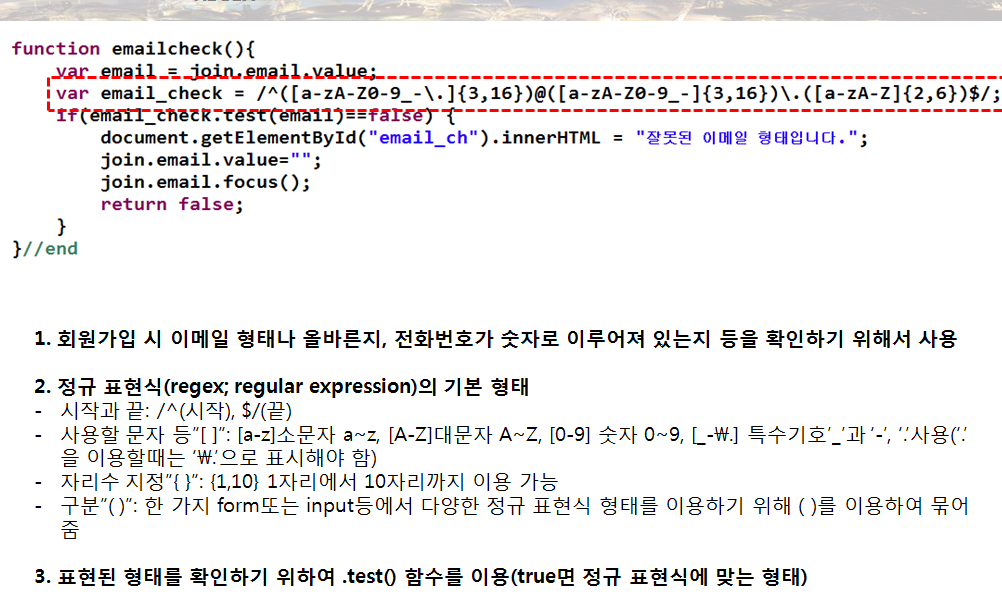 function emailcheck(){
var email = join.email.value;
var email_check = /^([a-zA-Z0-9_-\.]{3,16})@([a-zA-Z0-9_-]{3,16})\.([a-zA-Z]{2,6})$/;
if(email_check.test(email)==false) {
document.getElementById("email_ch").innerHTML = "잘못된 이메일 형태입니다.";
join.email.value="";
join.email.focus();
return false;
}
}//end
1. 회원가입 시 이메일 형태나 올바른지, 전화번호가 숫자로 이루어져 있는지 등을 확인하기 위해서 사용
2. 정규 표현식(regex; regular expression)의 기본 형태
- 시작과 끝: /^(시작), $/(끝)
- 사용할 문자 등"[ ]": [a-z]소문자 a~z, [A-Z]대문자 A~Z, [0-9] 숫자 0~9, [_-₩.] 특수기호'_'과 '-', '.'사용('.'
을 이용할때는 '₩.'으로 표시해야 함)
- 자리수 지정"{ }": {1,10} 1자리에서 10자리까지 이용 가능
- 구분"( )": 한 가지 form또는 input등에서 다양한 정규 표현식 형태를 이용하기 위해 ( )를 이용하여 묶어
줌
3. 표현된 형태를 확인하기 위하여 .test() 함수를 이용(true면 정규 표현식에 맞는 형태)